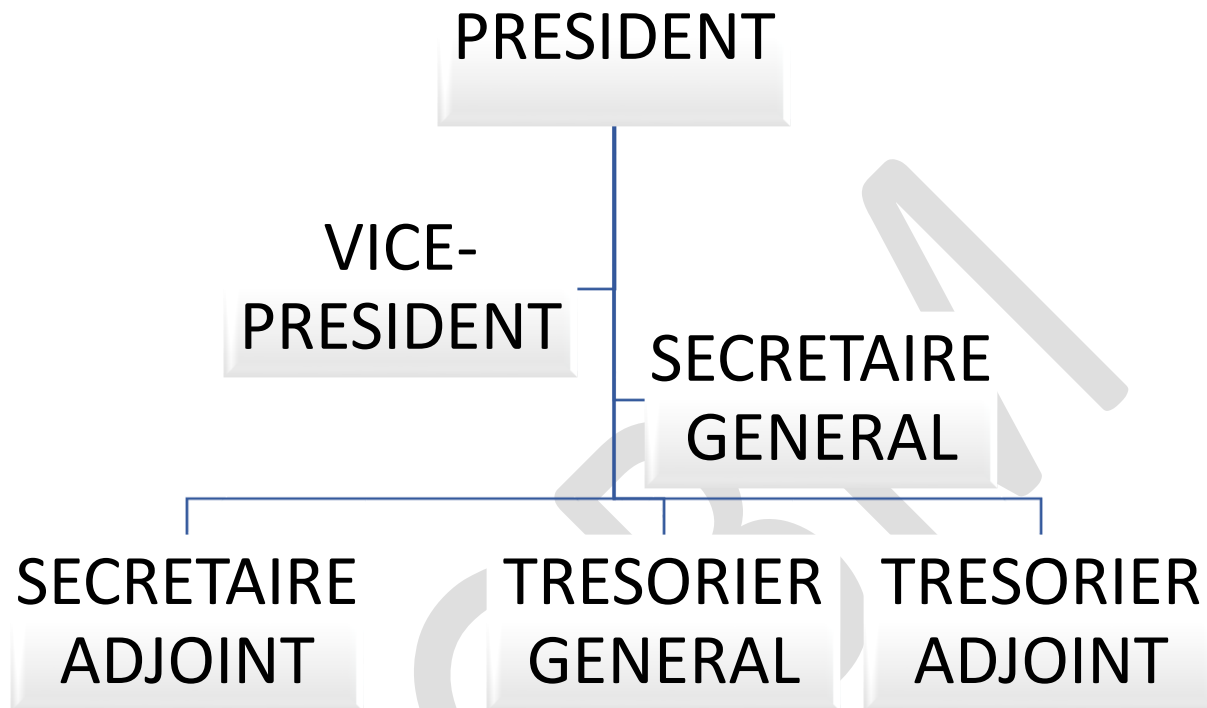 PRESIDENT
VICE-
PRESIDENT
SECRETAIRE
GENERAL
SECRETAIRE
ADJOINT
TRESORIER
GENERAL
TRESORIER
ADJOINT